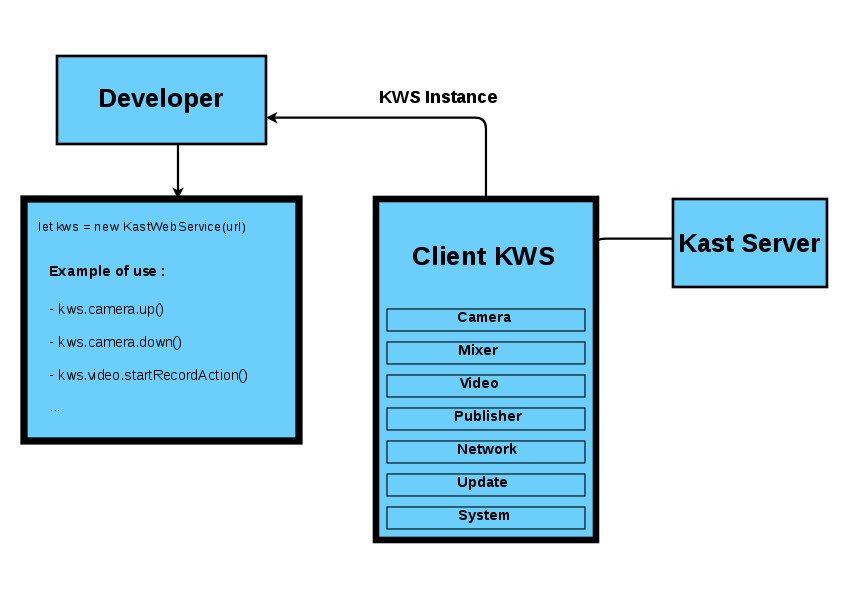 Developer
KWS Instance
let kws = new KastWebService(url)
Example of use :
- kws.camera.up()
- kws.camera.down()
- kws.video.startRecordAction()
...
Client KWS
Camera
Mixer
Video
Publisher
Network
Update
System
Kast Server